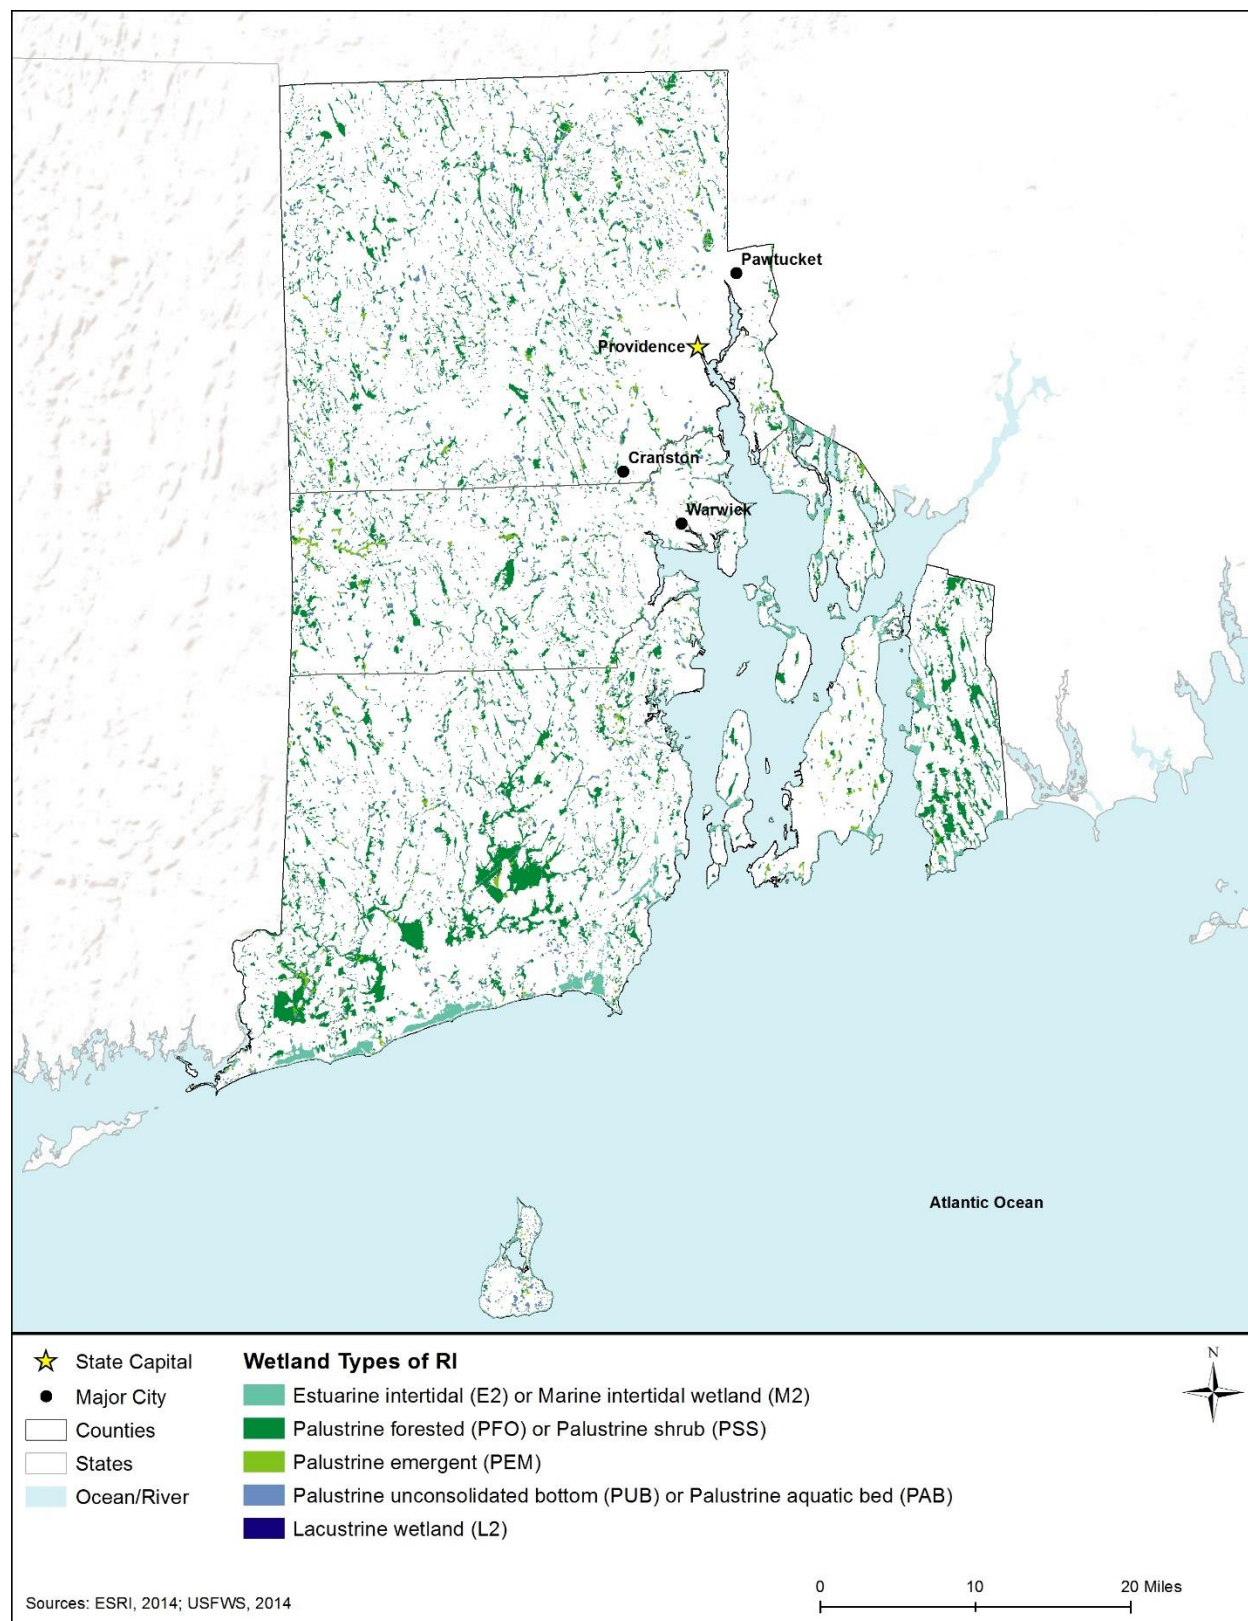 Pawtucket
Providence
Cranston
Warwick
Atlantic Ocean
State Capital
Major City
Counties
States
Ocean/River
Wetland Types of RI
Estuarine intertidal (E2) or Marine intertidal wetland (M2)
Palustrine forested (PFO) or Palustrine shrub (PSS)
Palustrine emergent (PEM)
Palustrine unconsolidated bottom (PUB) or Palustrine aquatic bed (PAB)
Lacustrine wetland (L2)
N
Sources: ESRI, 2014; USFWS, 2014
0 10 20 Miles